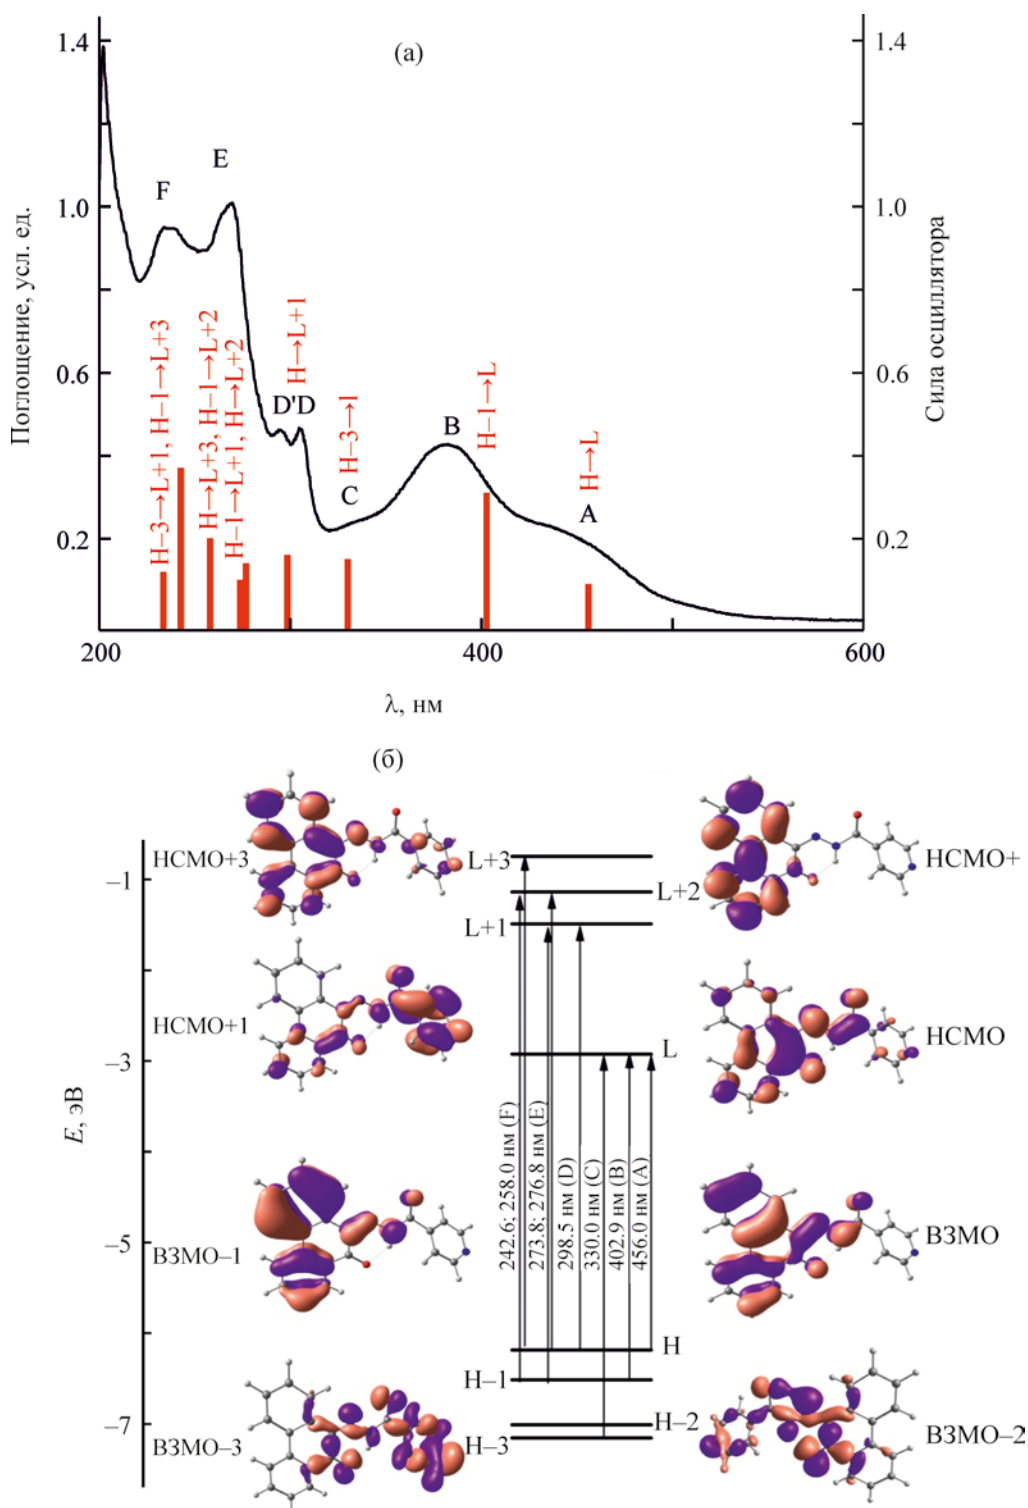 (а)
1.4
1.0
0.6
0.2
Поглощение, усл. ед.
1.4
1.0
0.6
0.2
Сила осциллятора
F
E
D'D
C
B
A
H–3→L+1, H–1→L+3
H→L+3, H–1→L+2
H–1→L+1, H→L+2
H→L+1
H–3→l
H–1→L
H→L
200
400
600
λ, нм
(б)
E, эВ
–1
–3
–5
–7
НСМО+3
НСМО+1
ВЗМО–1
ВЗМО–3
L+3
L+2
L+1
L
H
H–1
H–2
H–3
242.6; 258.0 нм (F)
273.8; 276.8 нм (E)
298.5 нм (D)
330.0 нм (C)
402.9 нм (B)
456.0 нм (A)
НСМО+
НСМО
ВЗМО
ВЗМО–2